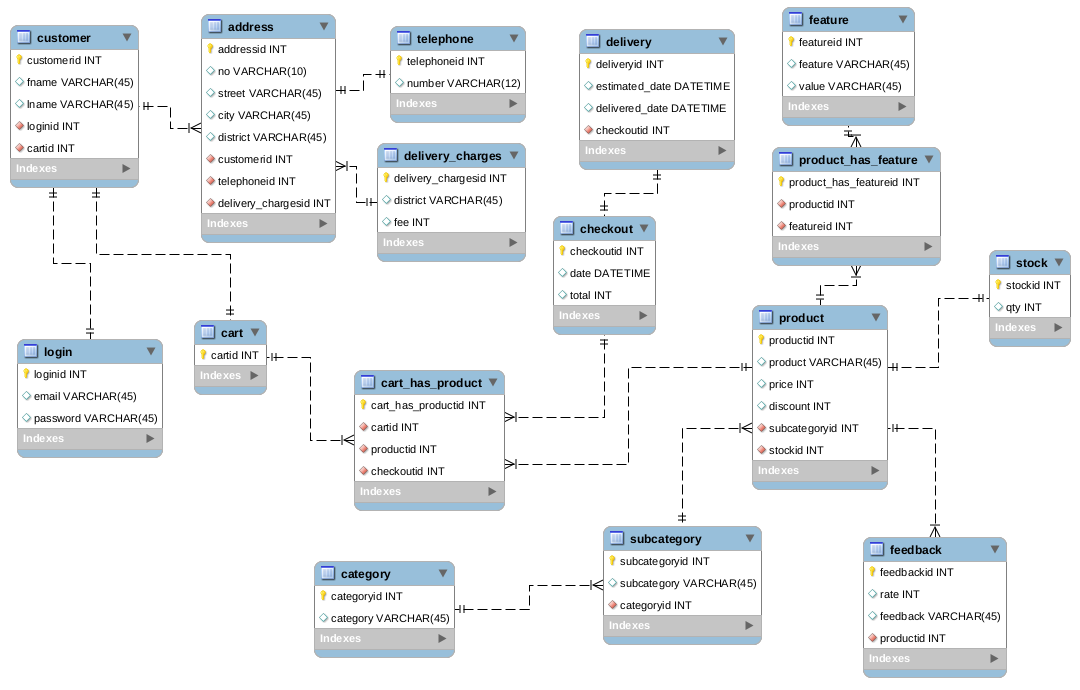 customer
customerid INT
fname VARCHAR(45)
lname VARCHAR(45)
loginid INT
cartid INT
Indexes
address
addressid INT
no VARCHAR(10)
street VARCHAR(45)
city VARCHAR(45)
district VARCHAR(45)
customerid INT
telephoneid INT
delivery_chargesid INT
Indexes
telephone
telephoneid INT
number VARCHAR(12)
Indexes
delivery_charges
delivery_chargesid INT
district VARCHAR(45)
fee INT
Indexes
delivery
deliveryid INT
estimated_date DATETIME
delivered_date DATETIME
checkoutid INT
Indexes
feature
featureid INT
feature VARCHAR(45)
value VARCHAR(45)
Indexes
product_has_feature
product_has_featureid INT
productid INT
featureid INT
Indexes
checkout
checkoutid INT
date DATETIME
total INT
Indexes
stock
stockid INT
qty INT
Indexes
login
loginid INT
email VARCHAR(45)
password VARCHAR(45)
Indexes
cart
cartid INT
Indexes
cart_has_product
cart_has_productid INT
cartid INT
productid INT
checkoutid INT
Indexes
product
productid INT
product VARCHAR(45)
price INT
discount INT
subcategoryid INT
stockid INT
Indexes
category
categoryid INT
category VARCHAR(45)
Indexes
subcategory
subcategoryid INT
subcategory VARCHAR(45)
categoryid INT
Indexes
feedback
feedbackid INT
rate INT
feedback VARCHAR(45)
productid INT
Indexes